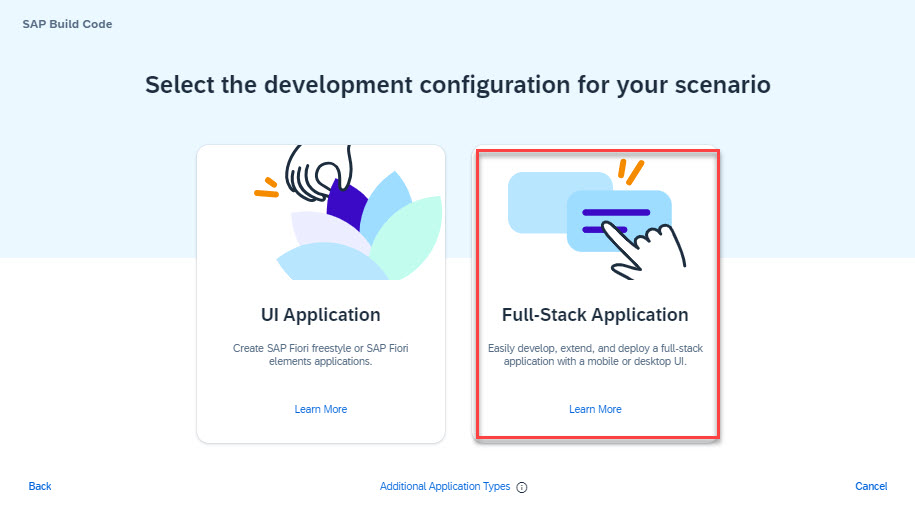 SAP Build Code
Select the development configuration for your scenario
UI Application
Create SAP Fiori freestyle or SAP Fiori
elements applications.
Learn More
Full-Stack Application
Easily develop, extend, and deploy a full-stack
application with a mobile or desktop UI.
Learn More
Back
Additional Application Types
Cancel